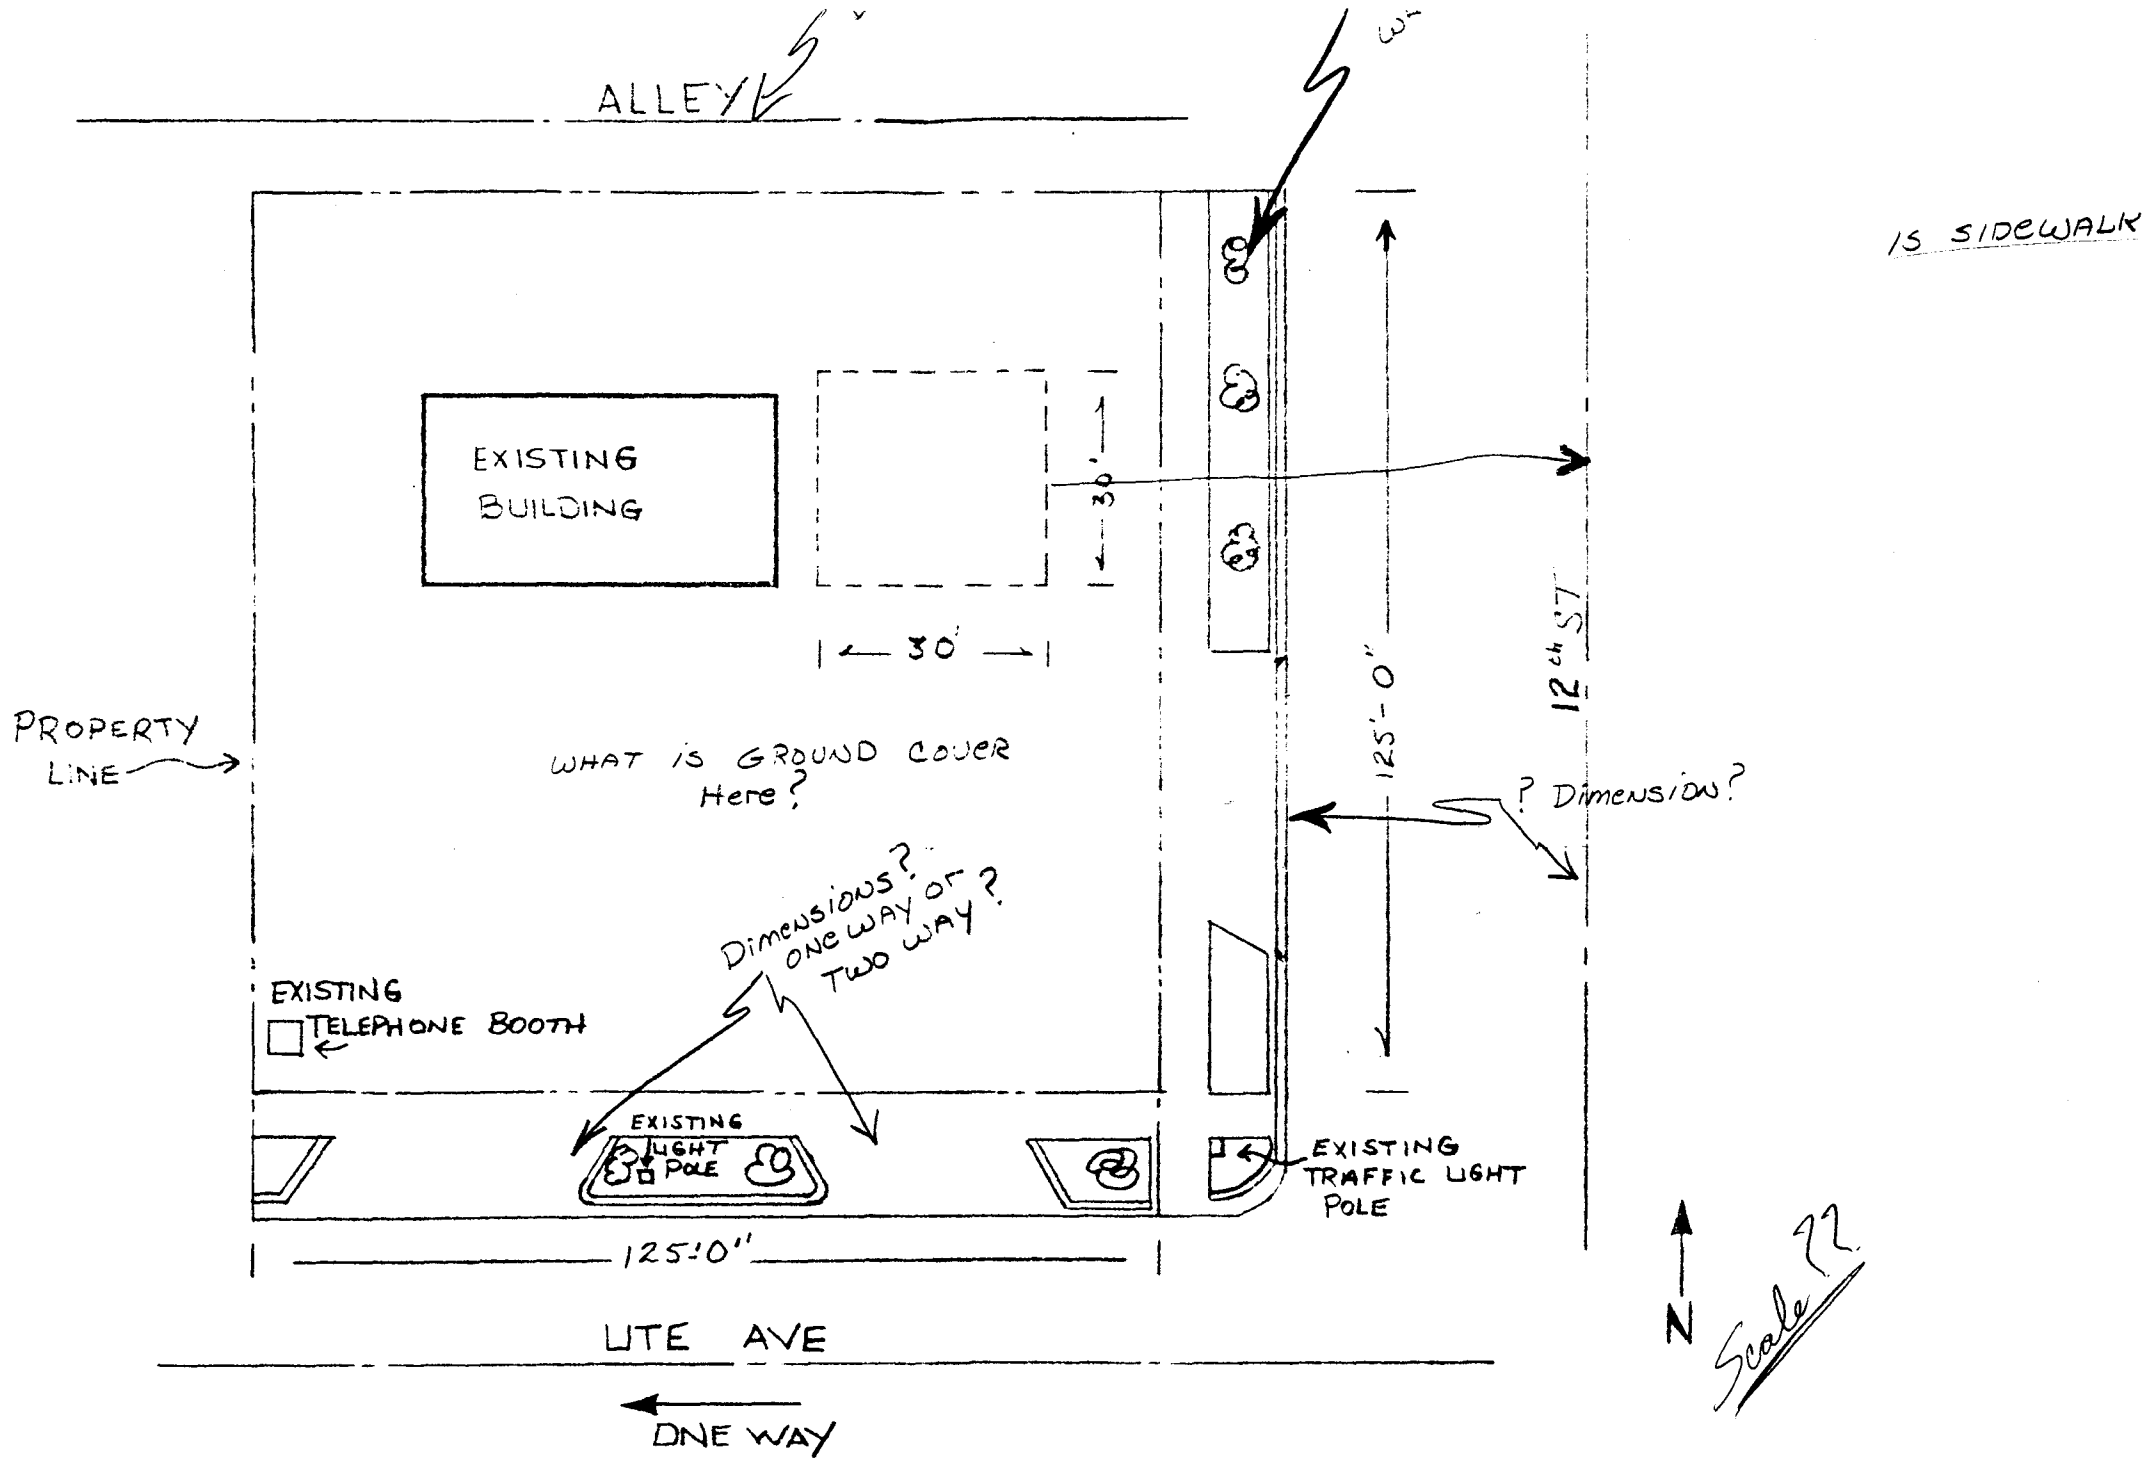 ALLEY
IS SIDEWALK
EXISTING
BUILDING
30'
30'
125'-0"
12th ST
PROPERTY
LINE
WHAT is GROUND COVER
Here?
? Dimension?
Dimensions?
ONE WAY or
TWO WAY?
EXISTING
TELEPHONE BOOTH
EXISTING
LIGHT
POLE
EXISTING
TRAFFIC LIGHT
POLE
125'-0"
UTE AVE
ONE WAY
N
Scale ??